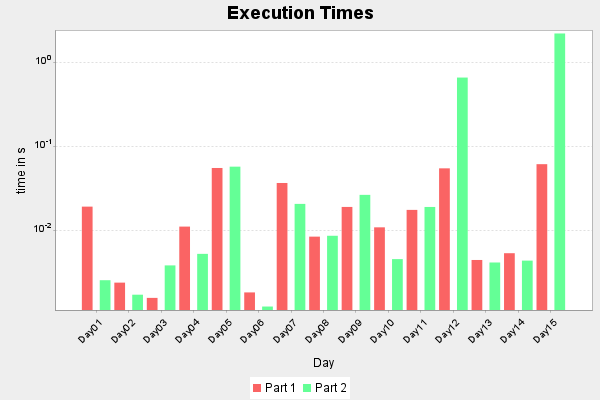 Execution Times
10⁰
10⁻¹
10⁻²
time in s
Day01 Day02 Day03 Day04 Day05 Day06 Day07 Day08 Day09 Day10 Day11 Day12 Day13 Day14 Day15
Day
Part 1 Part 2